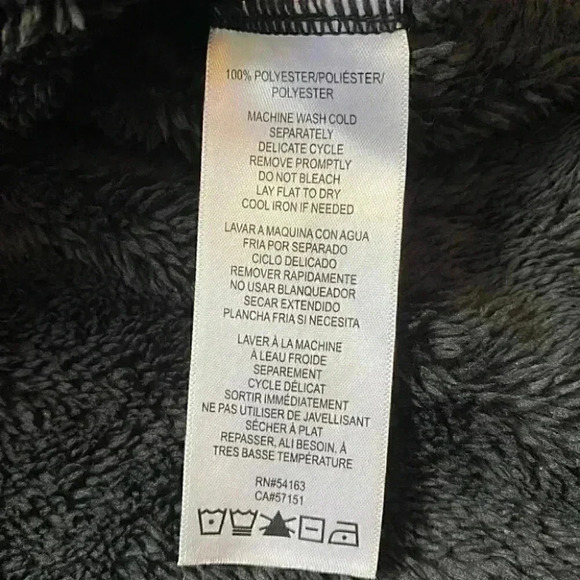 100% POLYESTER/POLIÉSTER/
POLYESTER
MACHINE WASH COLD
SEPARATELY
DELICATE CYCLE
REMOVE PROMPTLY
DO NOT BLEACH
LAY FLAT TO DRY
COOL IRON IF NEEDED
LAVAR A MAQUINA CON AGUA
FRIA POR SEPARADO
CICLO DELICADO
REMOVER RAPIDAMENTE
NO USAR BLANQUEADOR
SECAR EXTENDIDO
PLANCHA FRIA SI NECESITA
LAVER À LA MACHINE
À LEAU FROIDE
SEPAREMENT
CYCLE DÉLICAT
SORTIR IMMÉDIATEMENT
NE PAS UTILISER DE JAVELLISANT
SÉCHER À PLAT
REPASSER, ALI BESOIN, À
TRES BASSE TEMPÉRATURE
RN#54163
CA#57151